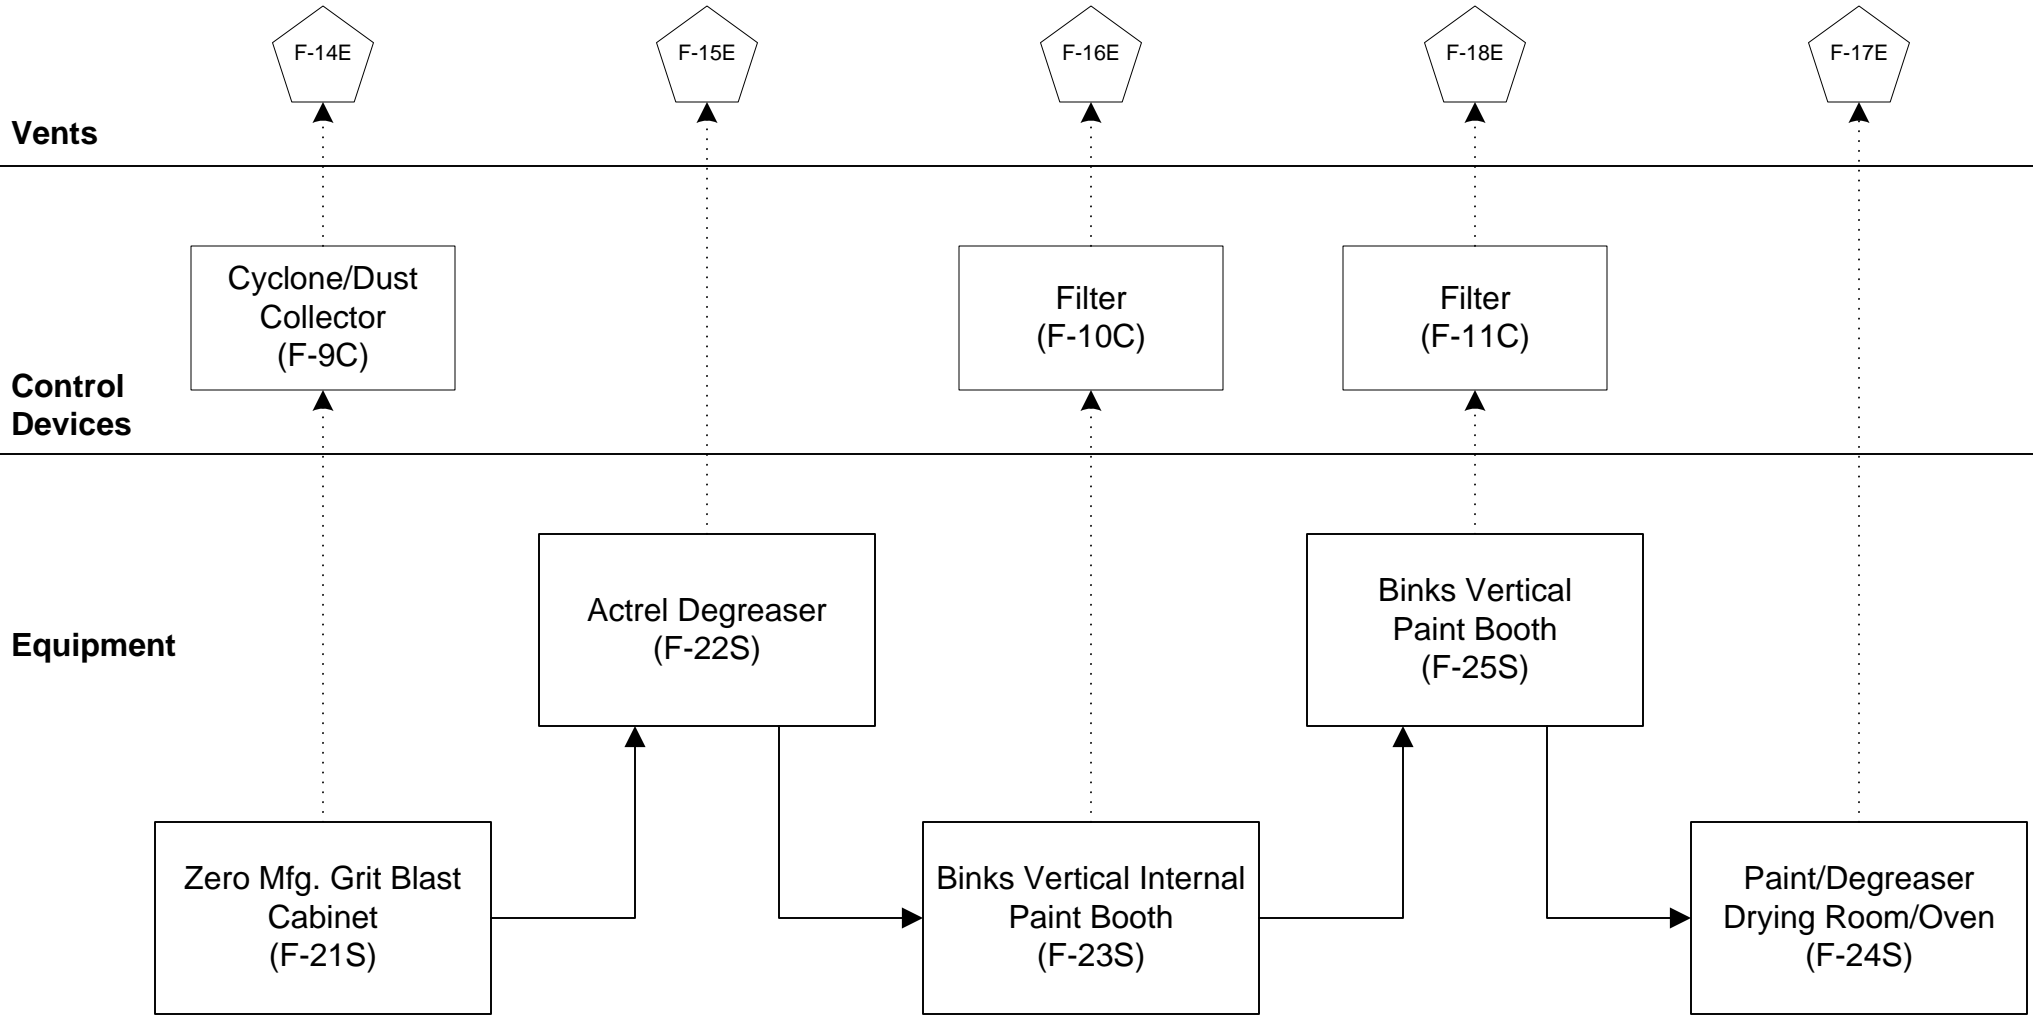 F-14E
F-15E
F-16E
F-18E
F-17E
Vents
Cyclone/Dust
Collector
(F-9C)
Filter
(F-10C)
Filter
(F-11C)
Control
Devices
Actrel Degreaser
(F-22S)
Binks Vertical
Paint Booth
(F-25S)
Equipment
Zero Mfg. Grit Blast
Cabinet
(F-21S)
Binks Vertical Internal
Paint Booth
(F-23S)
Paint/Degreaser
Drying Room/Oven
(F-24S)